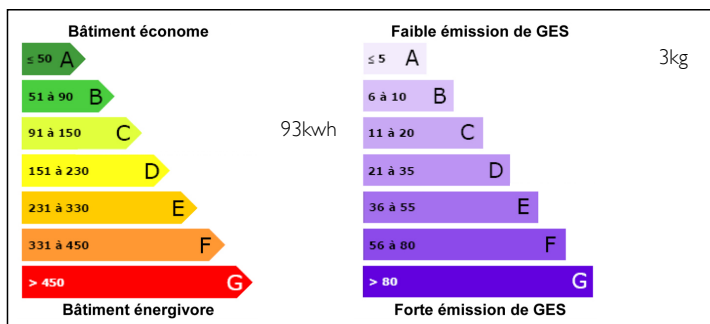 Bâtiment économe
≤ 50 A
51 à 90 B
91 à 150 C
93kwh
151 à 230 D
231 à 330 E
331 à 450 F
> 450 G
Bâtiment énergivore
Faible émission de GES
≤ 5 A
3kg
6 à 10 B
11 à 20 C
21 à 35 D
36 à 55 E
56 à 80 F
> 80 G
Forte émission de GES